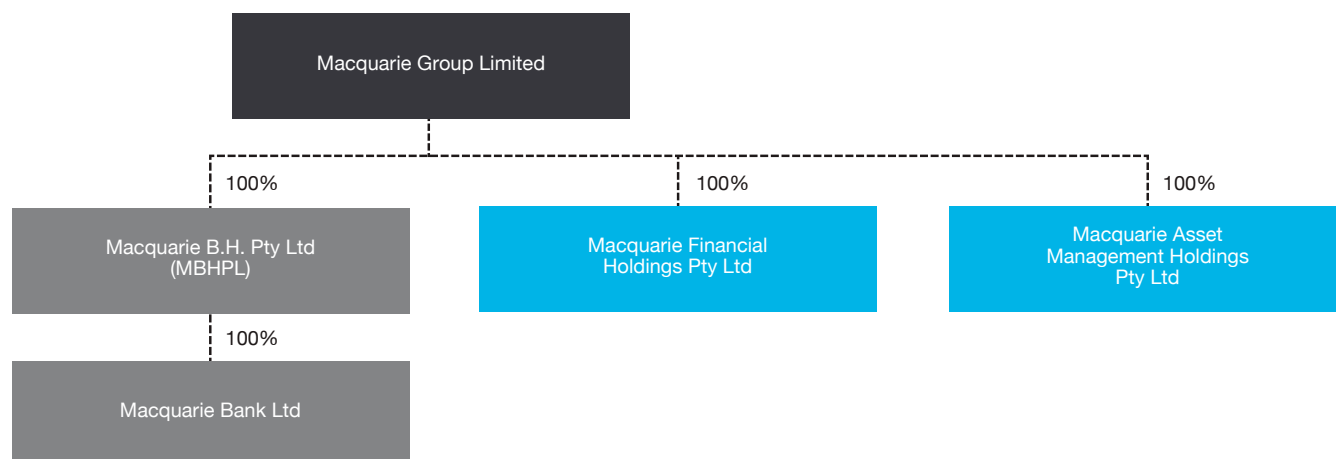 Macquarie Group Limited
100%
100%
100%
Macquarie B.H. Pty Ltd
(MBHPL)
Macquarie Financial
Holdings Pty Ltd
Macquarie Asset
Management Holdings
Pty Ltd
100%
Macquarie Bank Ltd